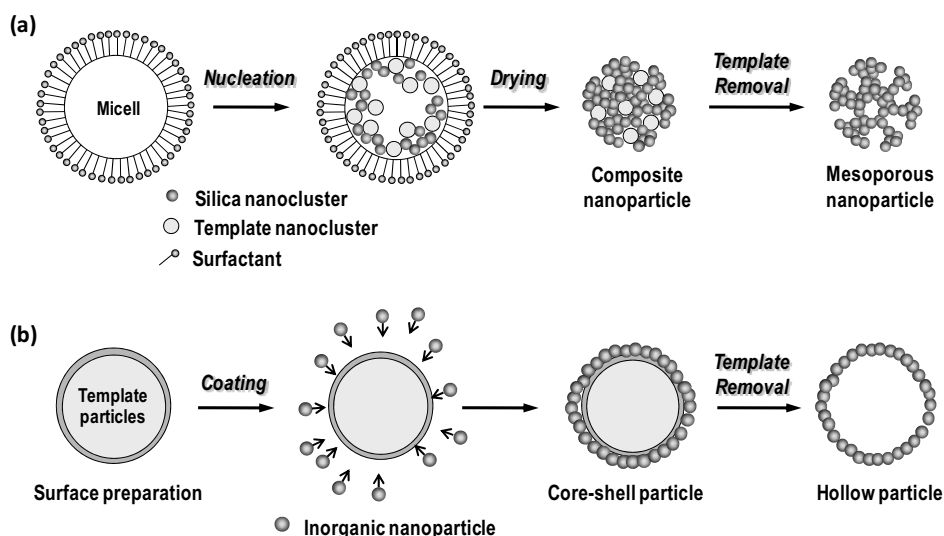 (a)
Micell
Nucleation
Drying
Template
Removal
Composite
nanoparticle
Mesoporous
nanoparticle
Silica nanocluster
Template nanocluster
Surfactant
(b)
Template
particles
Coating
Template
Removal
Surface preparation
Core-shell particle
Hollow particle
Inorganic nanoparticle